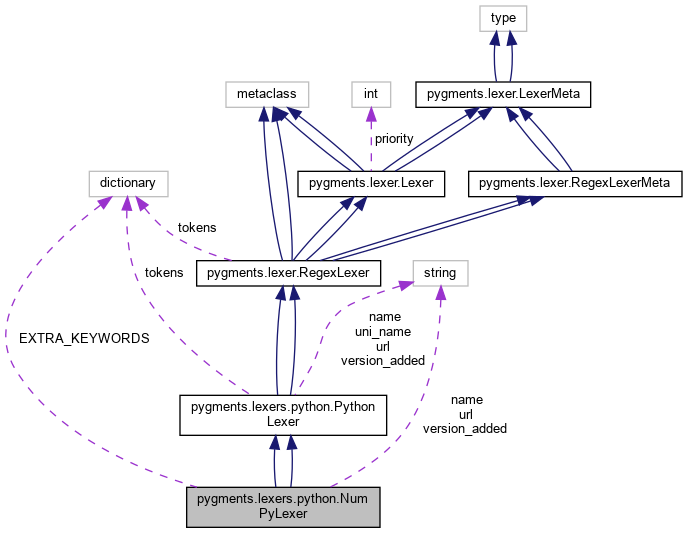 type
metaclass
int
pygments.lexer.LexerMeta
priority
dictionary
pygments.lexer.Lexer
pygments.lexer.RegexLexerMeta
tokens
tokens
pygments.lexer.RegexLexer
string
EXTRA_KEYWORDS
name
uni_name
url
version_added
pygments.lexers.python.Python
Lexer
name
url
version_added
pygments.lexers.python.Num
PyLexer